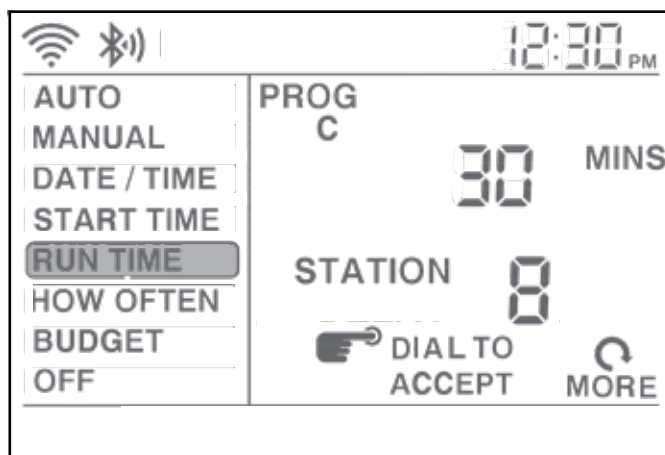 12:30 PM
AUTO
MANUAL
DATE / TIME
START TIME
RUN TIME
HOW OFTEN
BUDGET
OFF
PROG
C
30 MINS
STATION 8
DIAL TO
ACCEPT
MORE